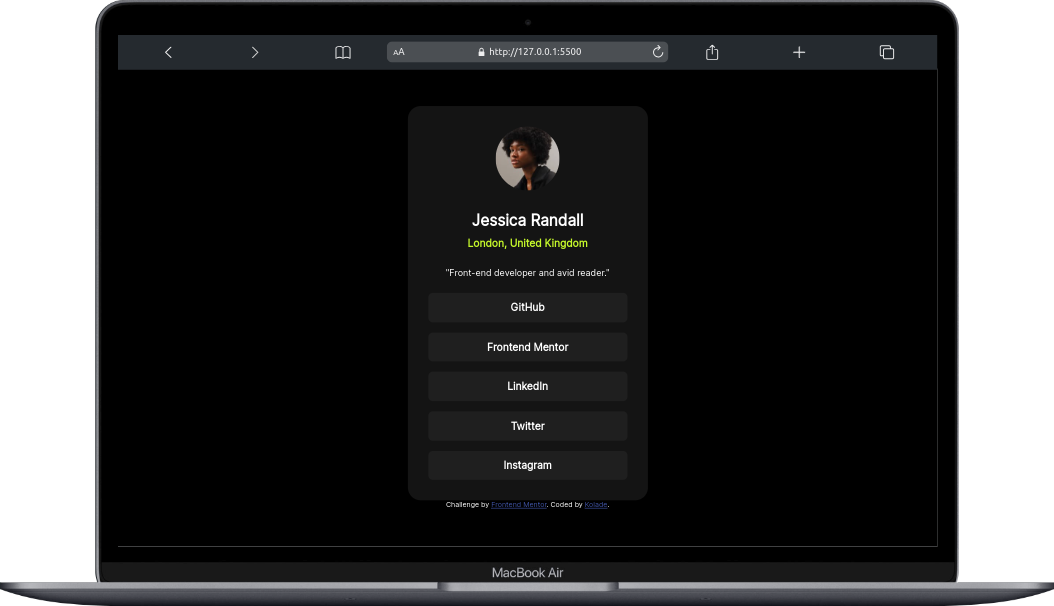 AA http://127.0.0.1:5500
Jessica Randall
London, United Kingdom
"Front-end developer and avid reader."
GitHub
Frontend Mentor
LinkedIn
Twitter
Instagram
Challenge by Frontend Mentor. Coded by Kolade.
MacBook Air